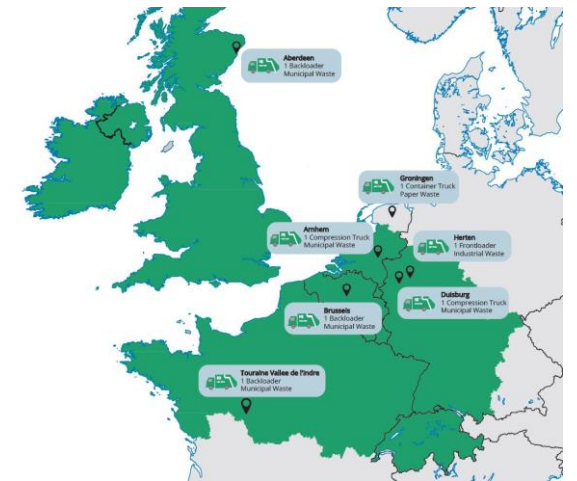 Aberdeen
1 Backloader
Municipal Waste
Groningen
1 Container Truck
Paper Waste
Arnhem
1 Compression Truck
Municipal Waste
Herten
1 Frontloader
Industrial Waste
Brussels
1 Backloader
Municipal Waste
Duisburg
1 Compression Truck
Municipal Waste
Touraine Vallee de l'Indre
1 Backloader
Municipal Waste